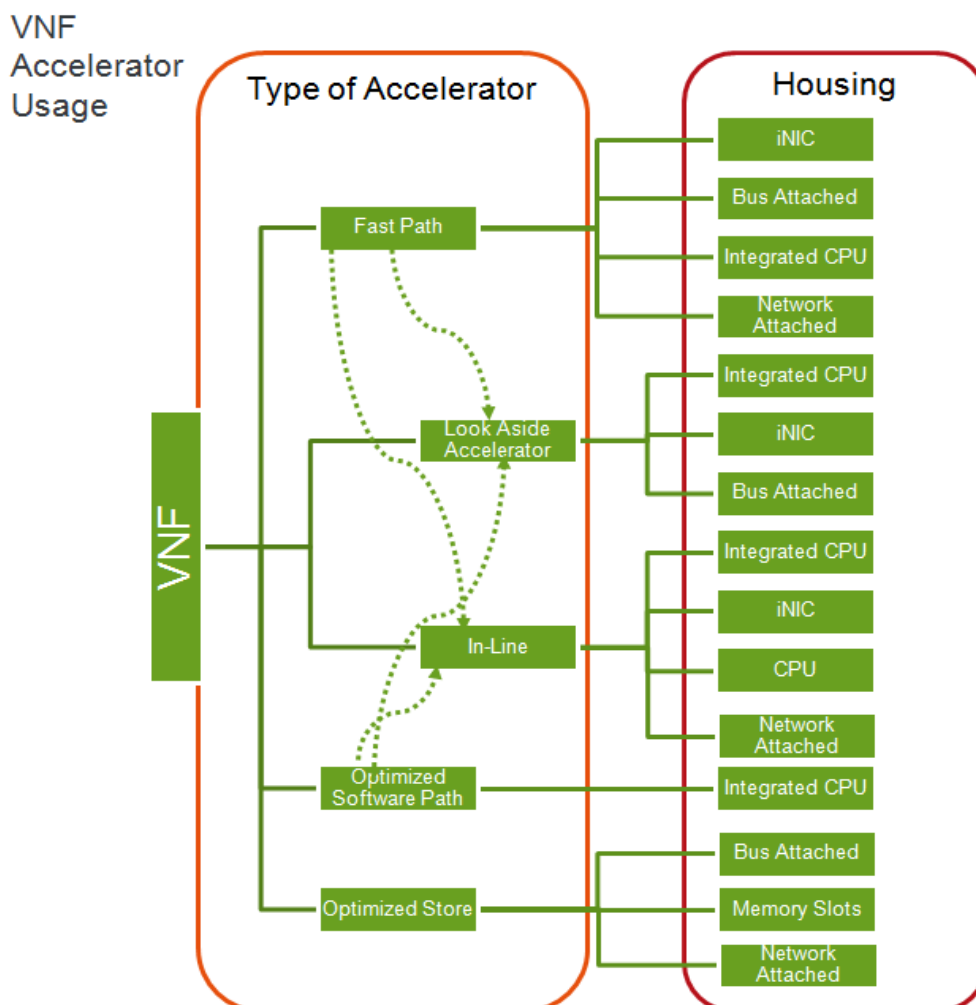 VNF
Accelerator
Usage
Type of Accelerator
Housing
VNF
Fast Path
iNIC
Bus Attached
Integrated CPU
Network
Attached
Look Aside
Accelerator
Integrated CPU
iNIC
Bus Attached
In-Line
Integrated CPU
iNIC
CPU
Network
Attached
Optimized
Software Path
Integrated CPU
Optimized Store
Bus Attached
Memory Slots
Network
Attached